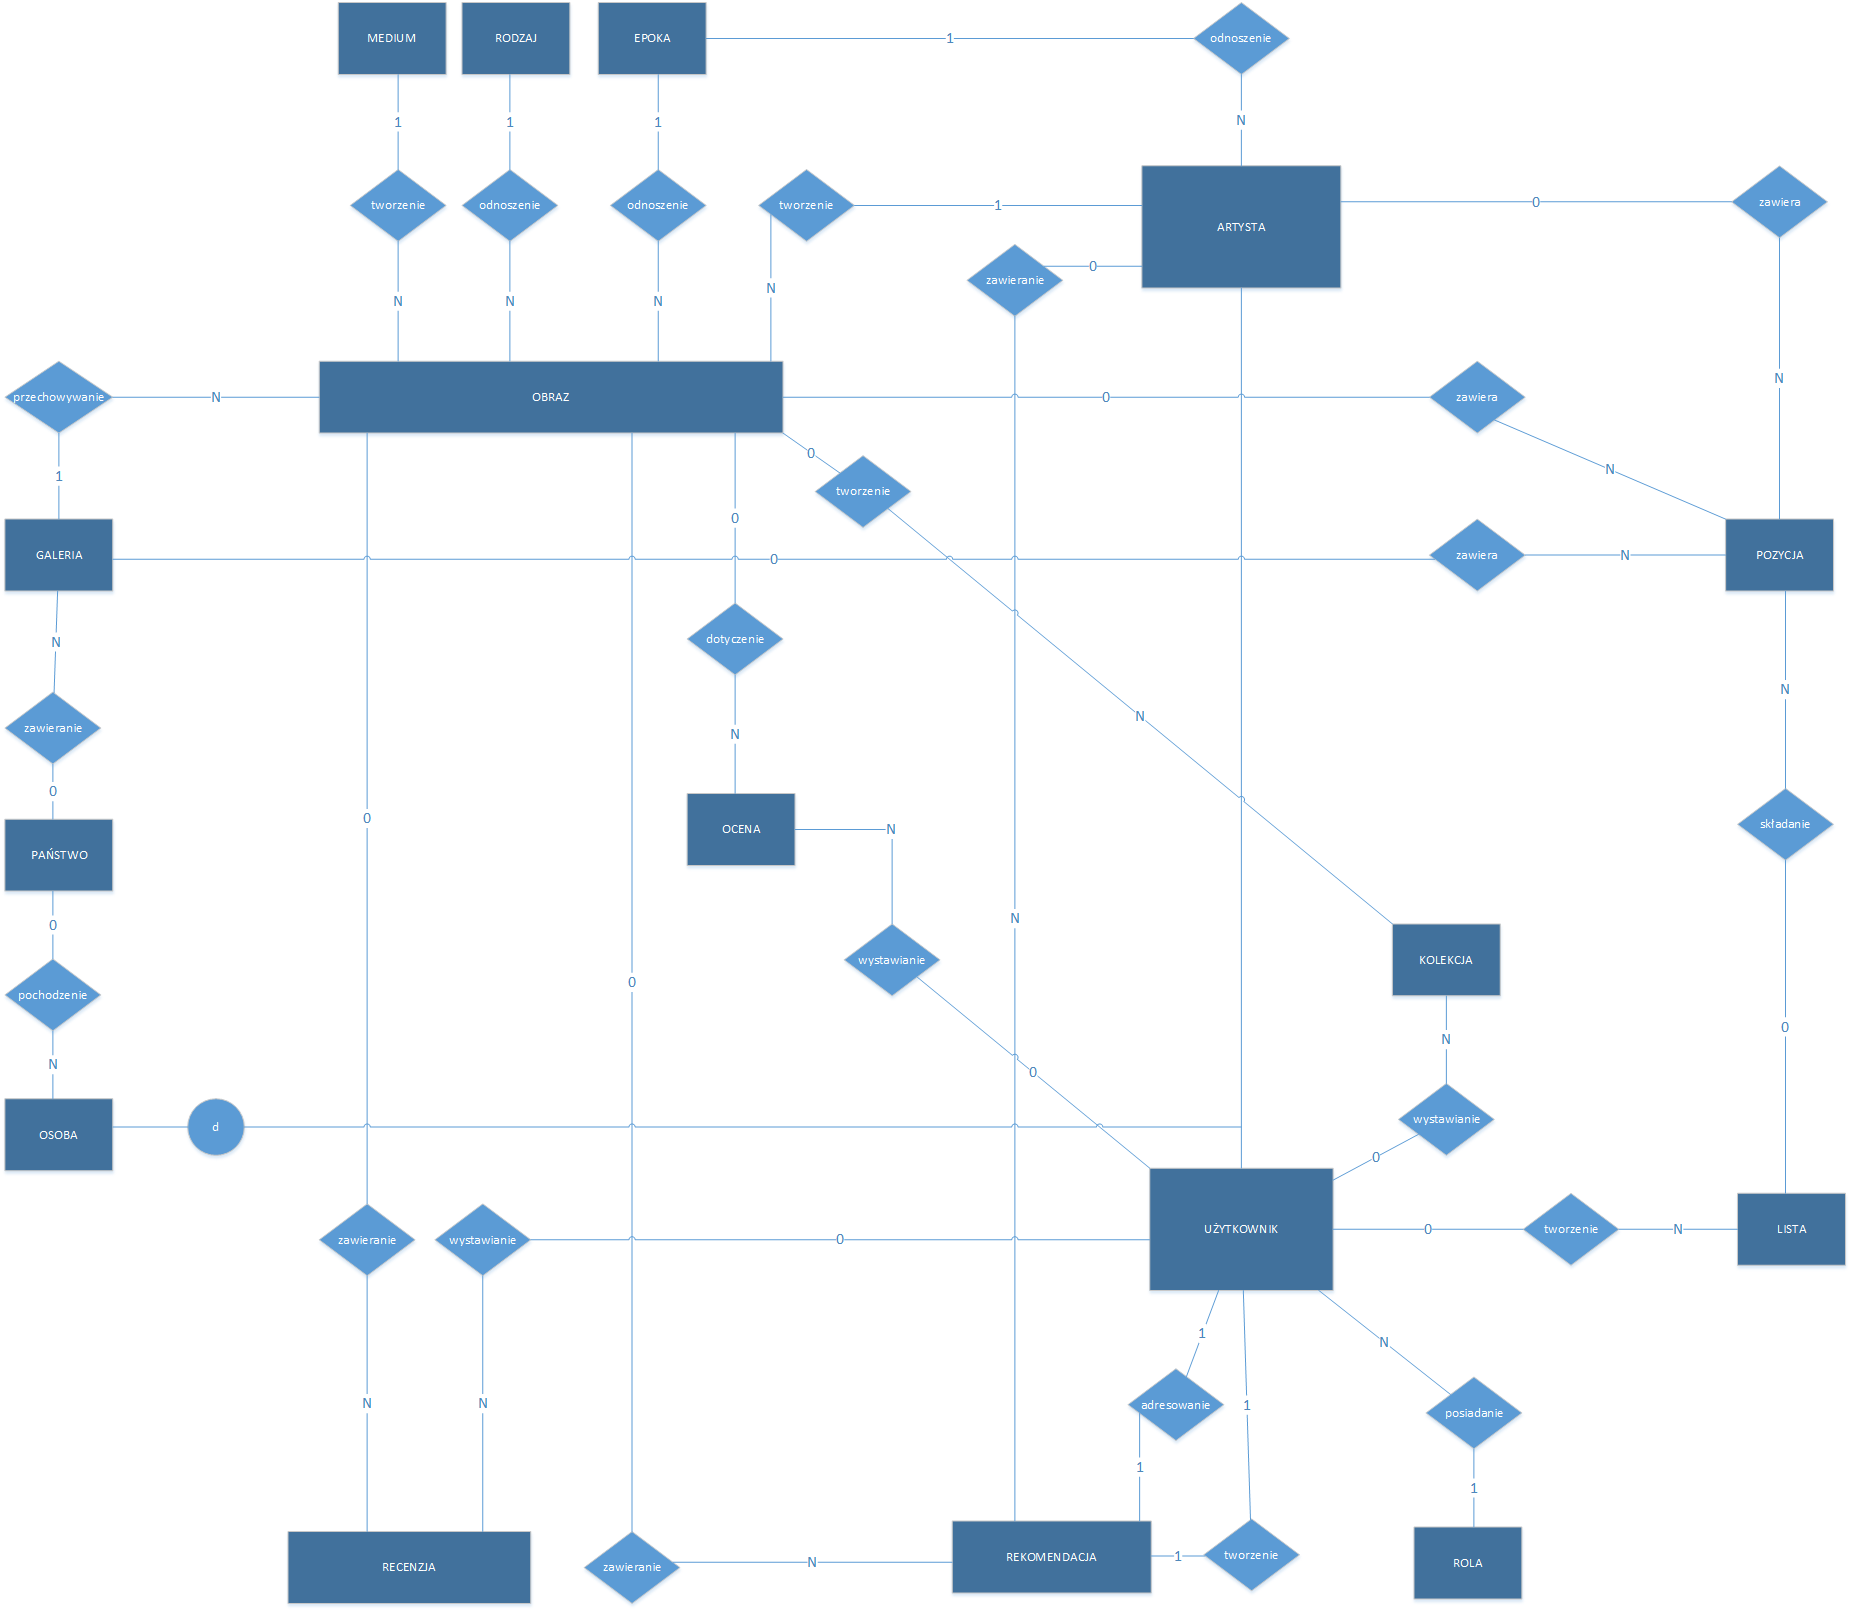 MEDIUM
RODZAJ
EPOKA
1
odnoszenie
1
1
1
N
tworzenie
odnoszenie
odnoszenie
tworzenie
1
ARTYSTA
0
zawiera
zawieranie
0
N
N
N
N
N
przechowywanie
N
OBRAZ
0
zawiera
0
N
1
tworzenie
0
GALERIA
0
zawiera
N
POZYCJA
N
dotyczenie
N
zawieranie
N
N
0
0
PAŃSTWO
OCENA
N
składanie
0
N
wystawianie
KOLEKCJA
pochodzenie
0
0
N
N
0
OSOBA
d
wystawianie
0
zawieranie
wystawianie
0
UŻYTKOWNIK
0
tworzenie
N
LISTA
1
N
N
N
adresowanie
1
posiadanie
1
1
RECENZJA
zawieranie
N
REKOMENDACJA
1
tworzenie
ROLA